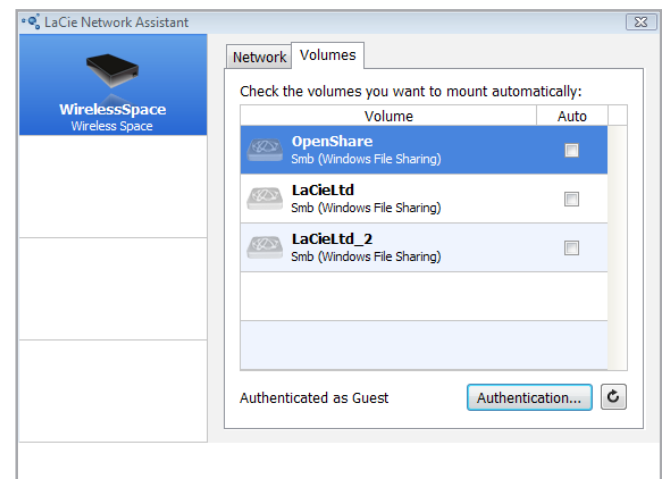 LaCie Network Assistant
WirelessSpace
Wireless Space
Network Volumes
Check the volumes you want to mount automatically:
Volume Auto
OpenShare
Smb (Windows File Sharing)
LaCieLtd
Smb (Windows File Sharing)
LaCieLtd_2
Smb (Windows File Sharing)
Authenticated as Guest Authentication...